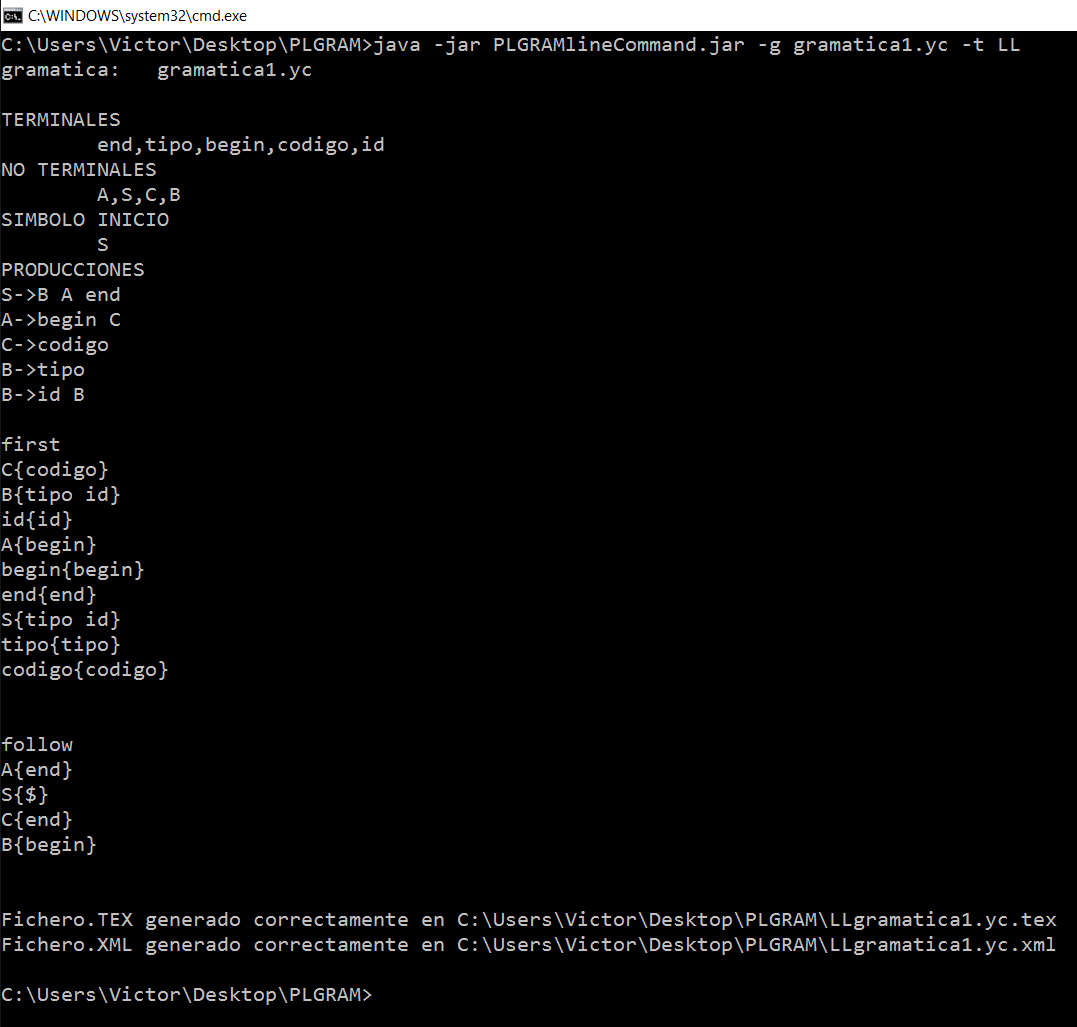 C:\WINDOWS\system32\cmd.exe
C:\Users\Victor\Desktop\PLGRAM>java -jar PLGRAMlineCommand.jar -g gramatica1.yc -t LL
gramatica:   gramatica1.yc
TERMINALES
        end,tipo,begin,codigo,id
NO TERMINALES
        A,S,C,B
SIMBOLO INICIO
        S
PRODUCCIONES
S->B A end
A->begin C
C->codigo
B->tipo
B->id B
first
C{codigo}
B{tipo id}
id{id}
A{begin}
begin{begin}
end{end}
S{tipo id}
tipo{tipo}
codigo{codigo}
follow
A{end}
S{$}
C{end}
B{begin}
Fichero.TEX generado correctamente en C:\Users\Victor\Desktop\PLGRAM\LLgramatica1.yc.tex
Fichero.XML generado correctamente en C:\Users\Victor\Desktop\PLGRAM\LLgramatica1.yc.xml
C:\Users\Victor\Desktop\PLGRAM>